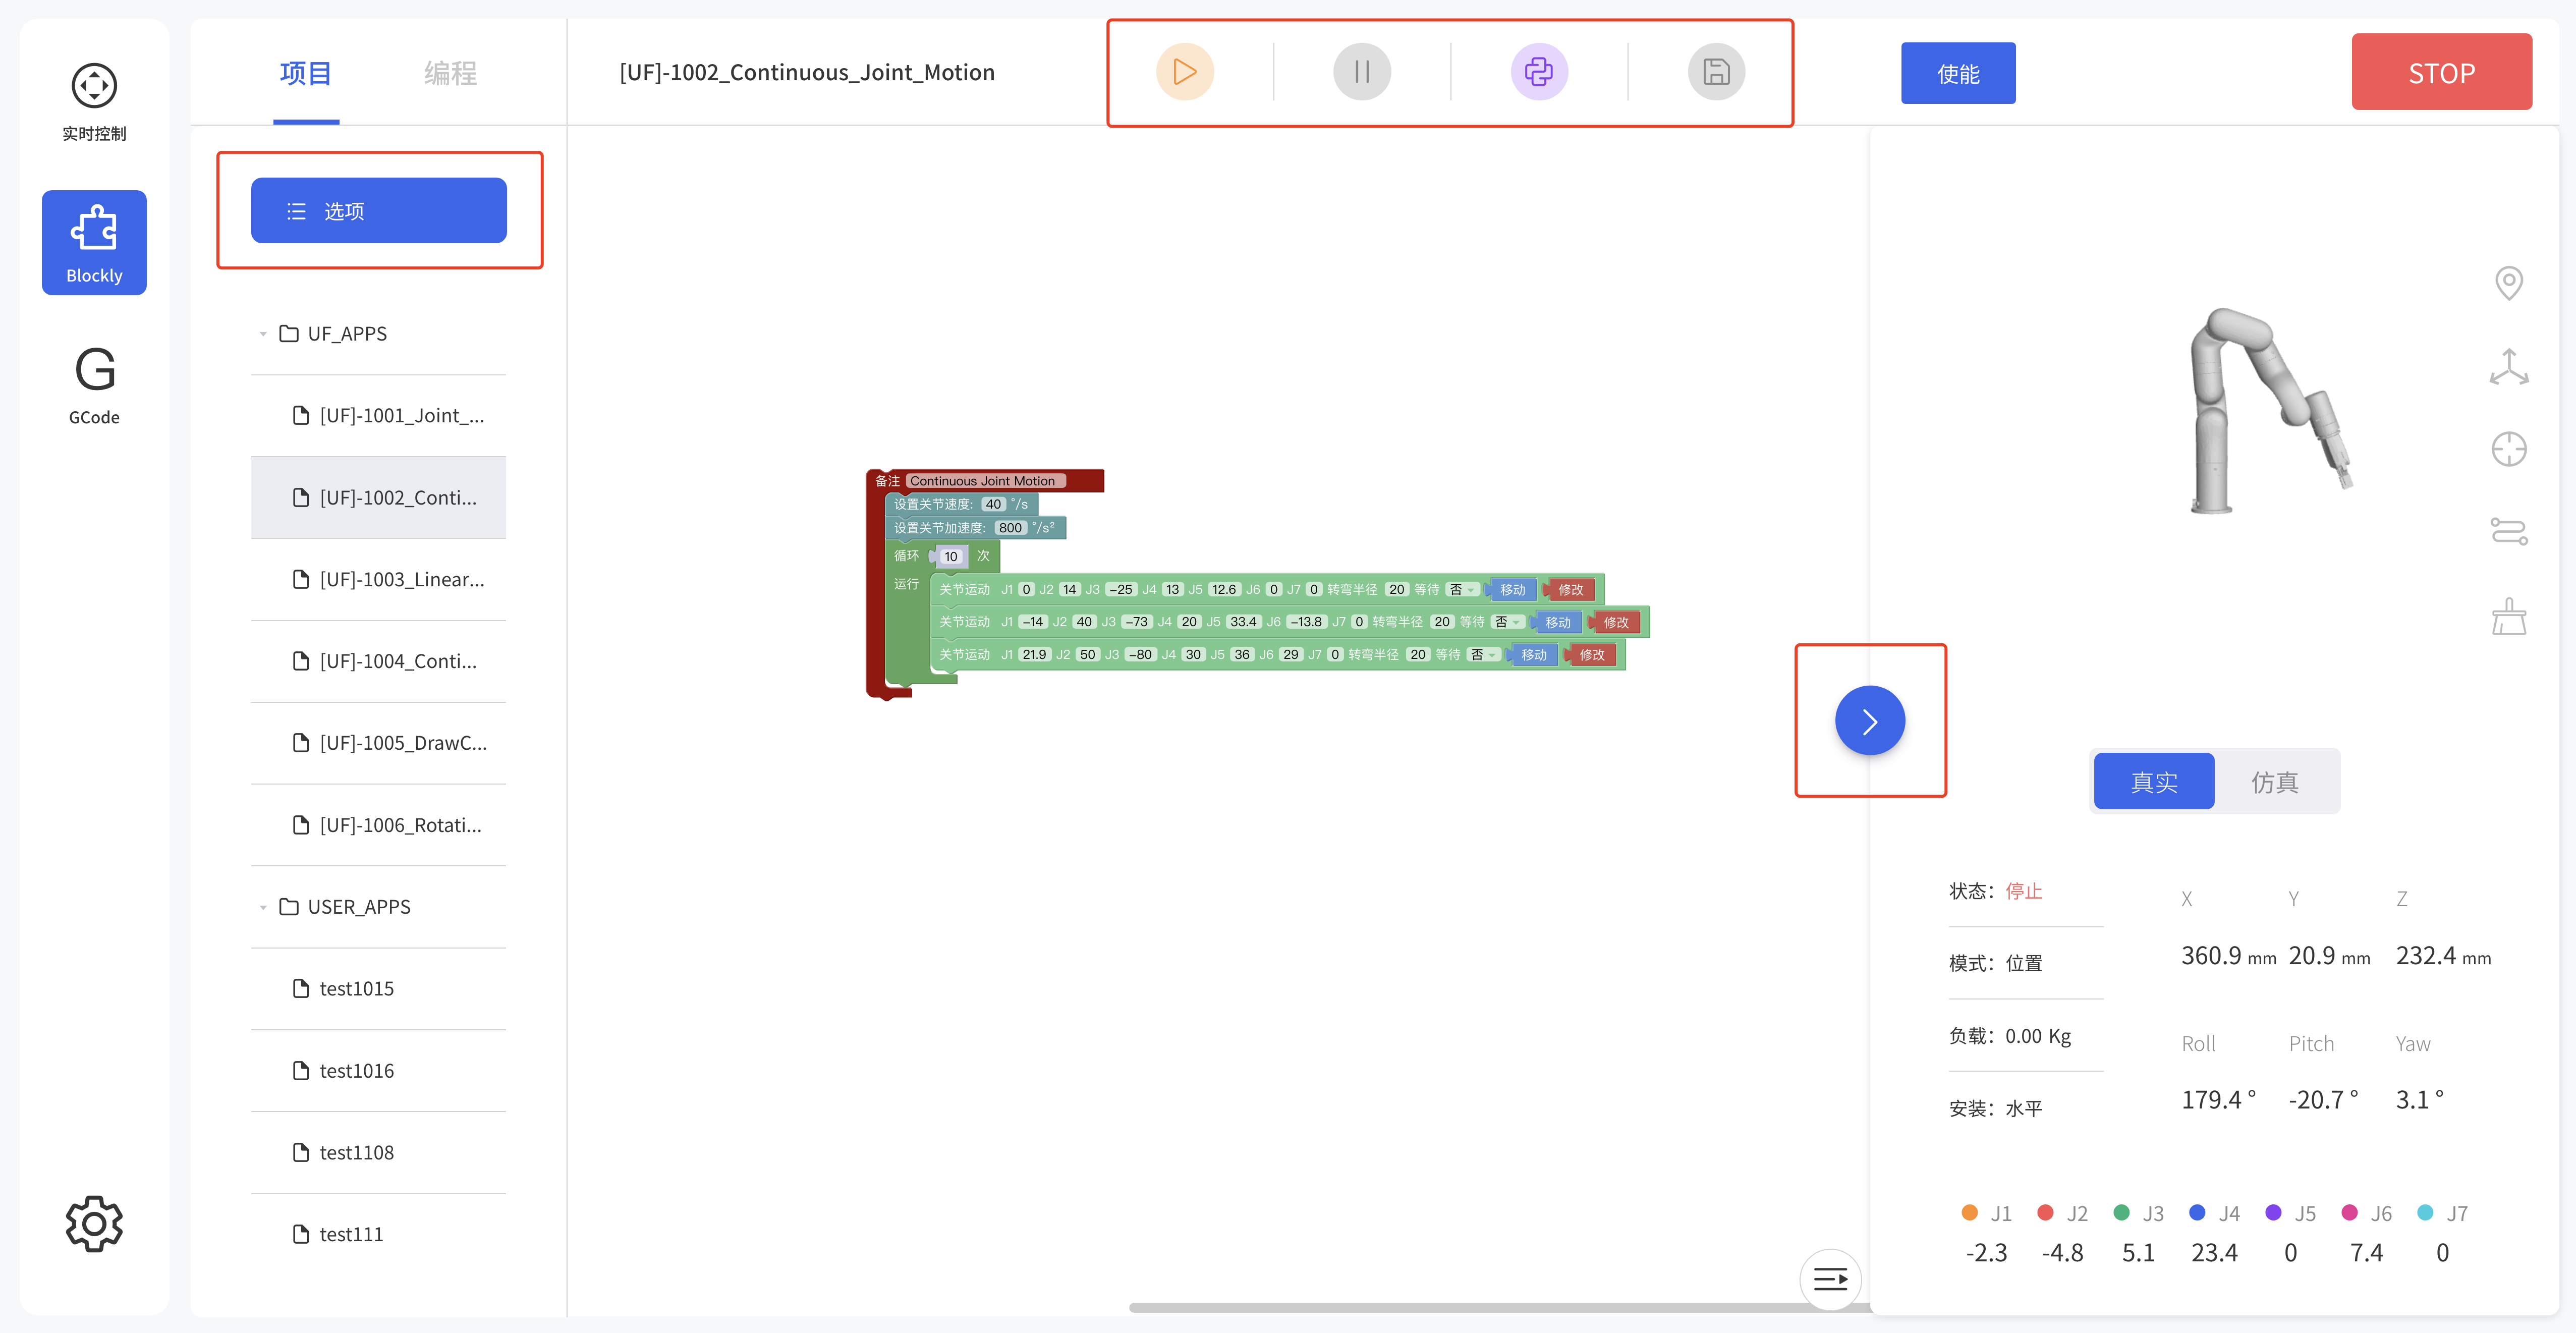 实时控制
Blockly
G
GCode
项目
编程
[UF]-1002_Continuous_Joint_Motion
使能
STOP
选项
UF_APPS
[UF]-1001_Joint_...
[UF]-1002_Conti...
[UF]-1003_Linear...
[UF]-1004_Conti...
[UF]-1005_DrawC...
[UF]-1006_Rotati...
USER_APPS
test1015
test1016
test1108
test111
备注 Continuous Joint Motion
设置关节速度: 40 °/s
设置关节加速度: 800 °/s²
循环 10 次
运行
关节运动 J1 0 J2 14 J3 -25 J4 13 J5 12.6 J6 0 J7 0 转弯半径 20 等待 否 移动 修改
关节运动 J1 -14 J2 40 J3 -73 J4 20 J5 33.4 J6 -13.8 J7 0 转弯半径 20 等待 否 移动 修改
关节运动 J1 21.9 J2 50 J3 -80 J4 30 J5 36 J6 29 J7 0 转弯半径 20 等待 否 移动 修改
真实 仿真
状态：停止
模式：位置
负载：0.00 Kg
安装：水平
X Y Z
360.9 mm 20.9 mm 232.4 mm
Roll Pitch Yaw
179.4 ° -20.7 ° 3.1 °
J1 J2 J3 J4 J5 J6 J7
-2.3 -4.8 5.1 23.4 0 7.4 0